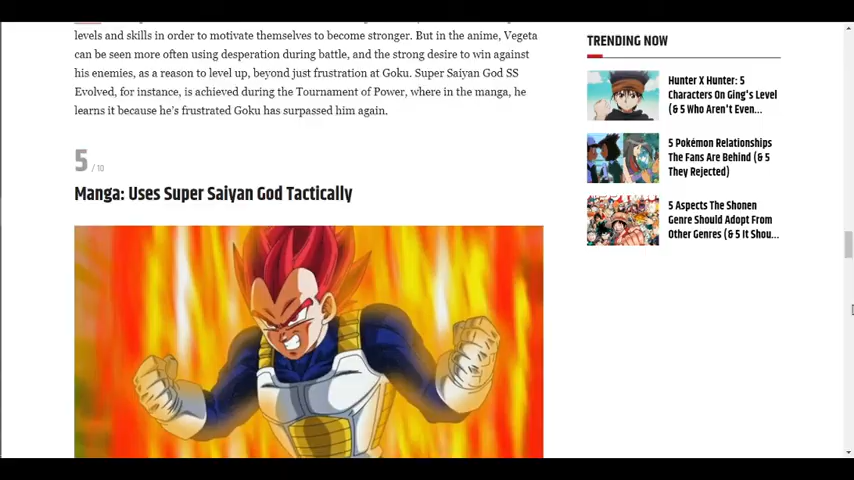 levels and skills in order to motivate themselves to become stronger. But in the anime, Vegeta
can be seen more often using desperation during battle, and the strong desire to win against
his enemies, as a reason to level up, beyond just frustration at Goku. Super Saiyan God SS
Evolved, for instance, is achieved during the Tournament of Power, where in the manga, he
learns it because he's frustrated Goku has surpassed him again.
5 / 10
Manga: Uses Super Saiyan God Tactically
TRENDING NOW
Hunter X Hunter: 5
Characters On Ging's Level
(& 5 Who Aren't Even...
5 Pokémon Relationships
The Fans Are Behind (& 5
They Rejected)
5 Aspects The Shonen
Genre Should Adopt From
Other Genres (& 5 It Shou...